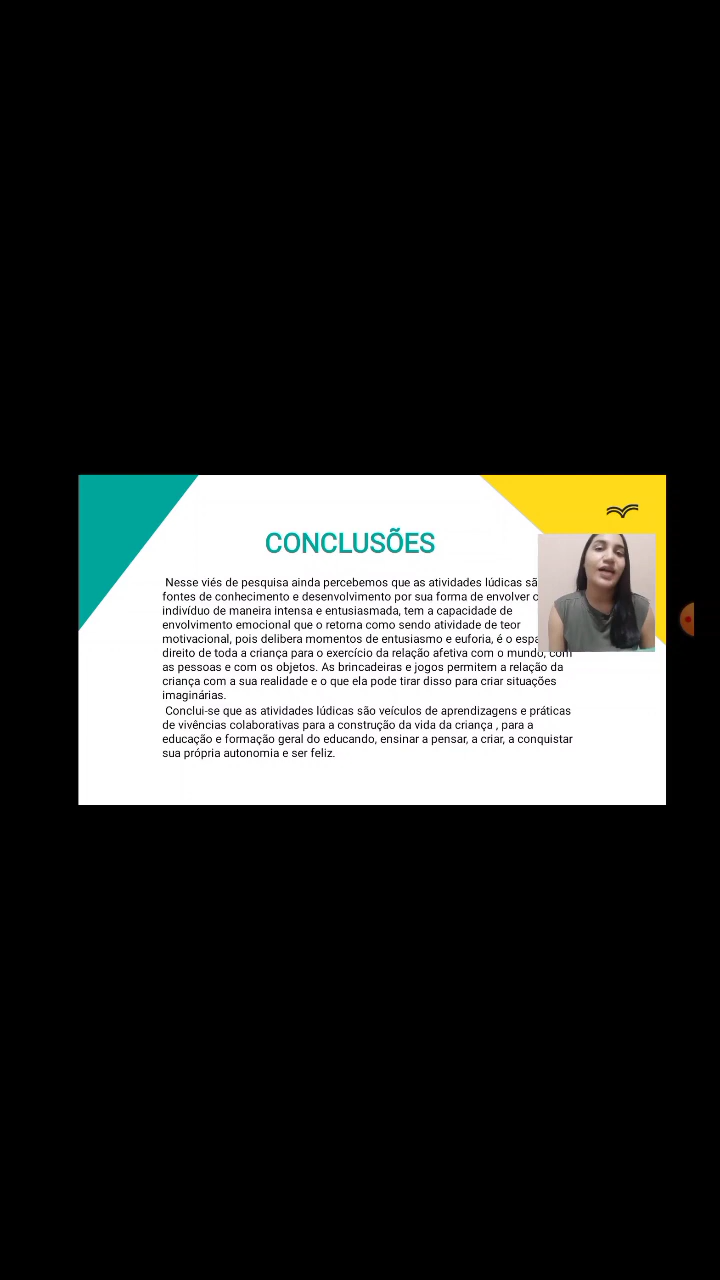 CONCLUSÕES
Nesse viés de pesquisa ainda percebemos que as atividades lúdicas
fontes de conhecimento e desenvolvimento por sua forma de envolver
indivíduo de maneira intensa e entusiasmada, tem a capacidade de
envolvimento emocional que o retorna como sendo atividade de teor
motivacional, pois delibera momentos de entusiasmo e euforia, é o
direito de toda a criança para o exercício da relação afetiva com o mundo, com
as pessoas e com os objetos. As brincadeiras e jogos permitem a relação da
criança com a sua realidade e o que ela pode tirar disso para criar situações
imaginárias.
Conclui-se que as atividades lúdicas são veículos de aprendizagens e práticas
de vivências colaborativas para a construção da vida da criança , para a
educação e formação geral do educando, ensinar a pensar, a criar, a conquistar
sua própria autonomia e ser feliz.